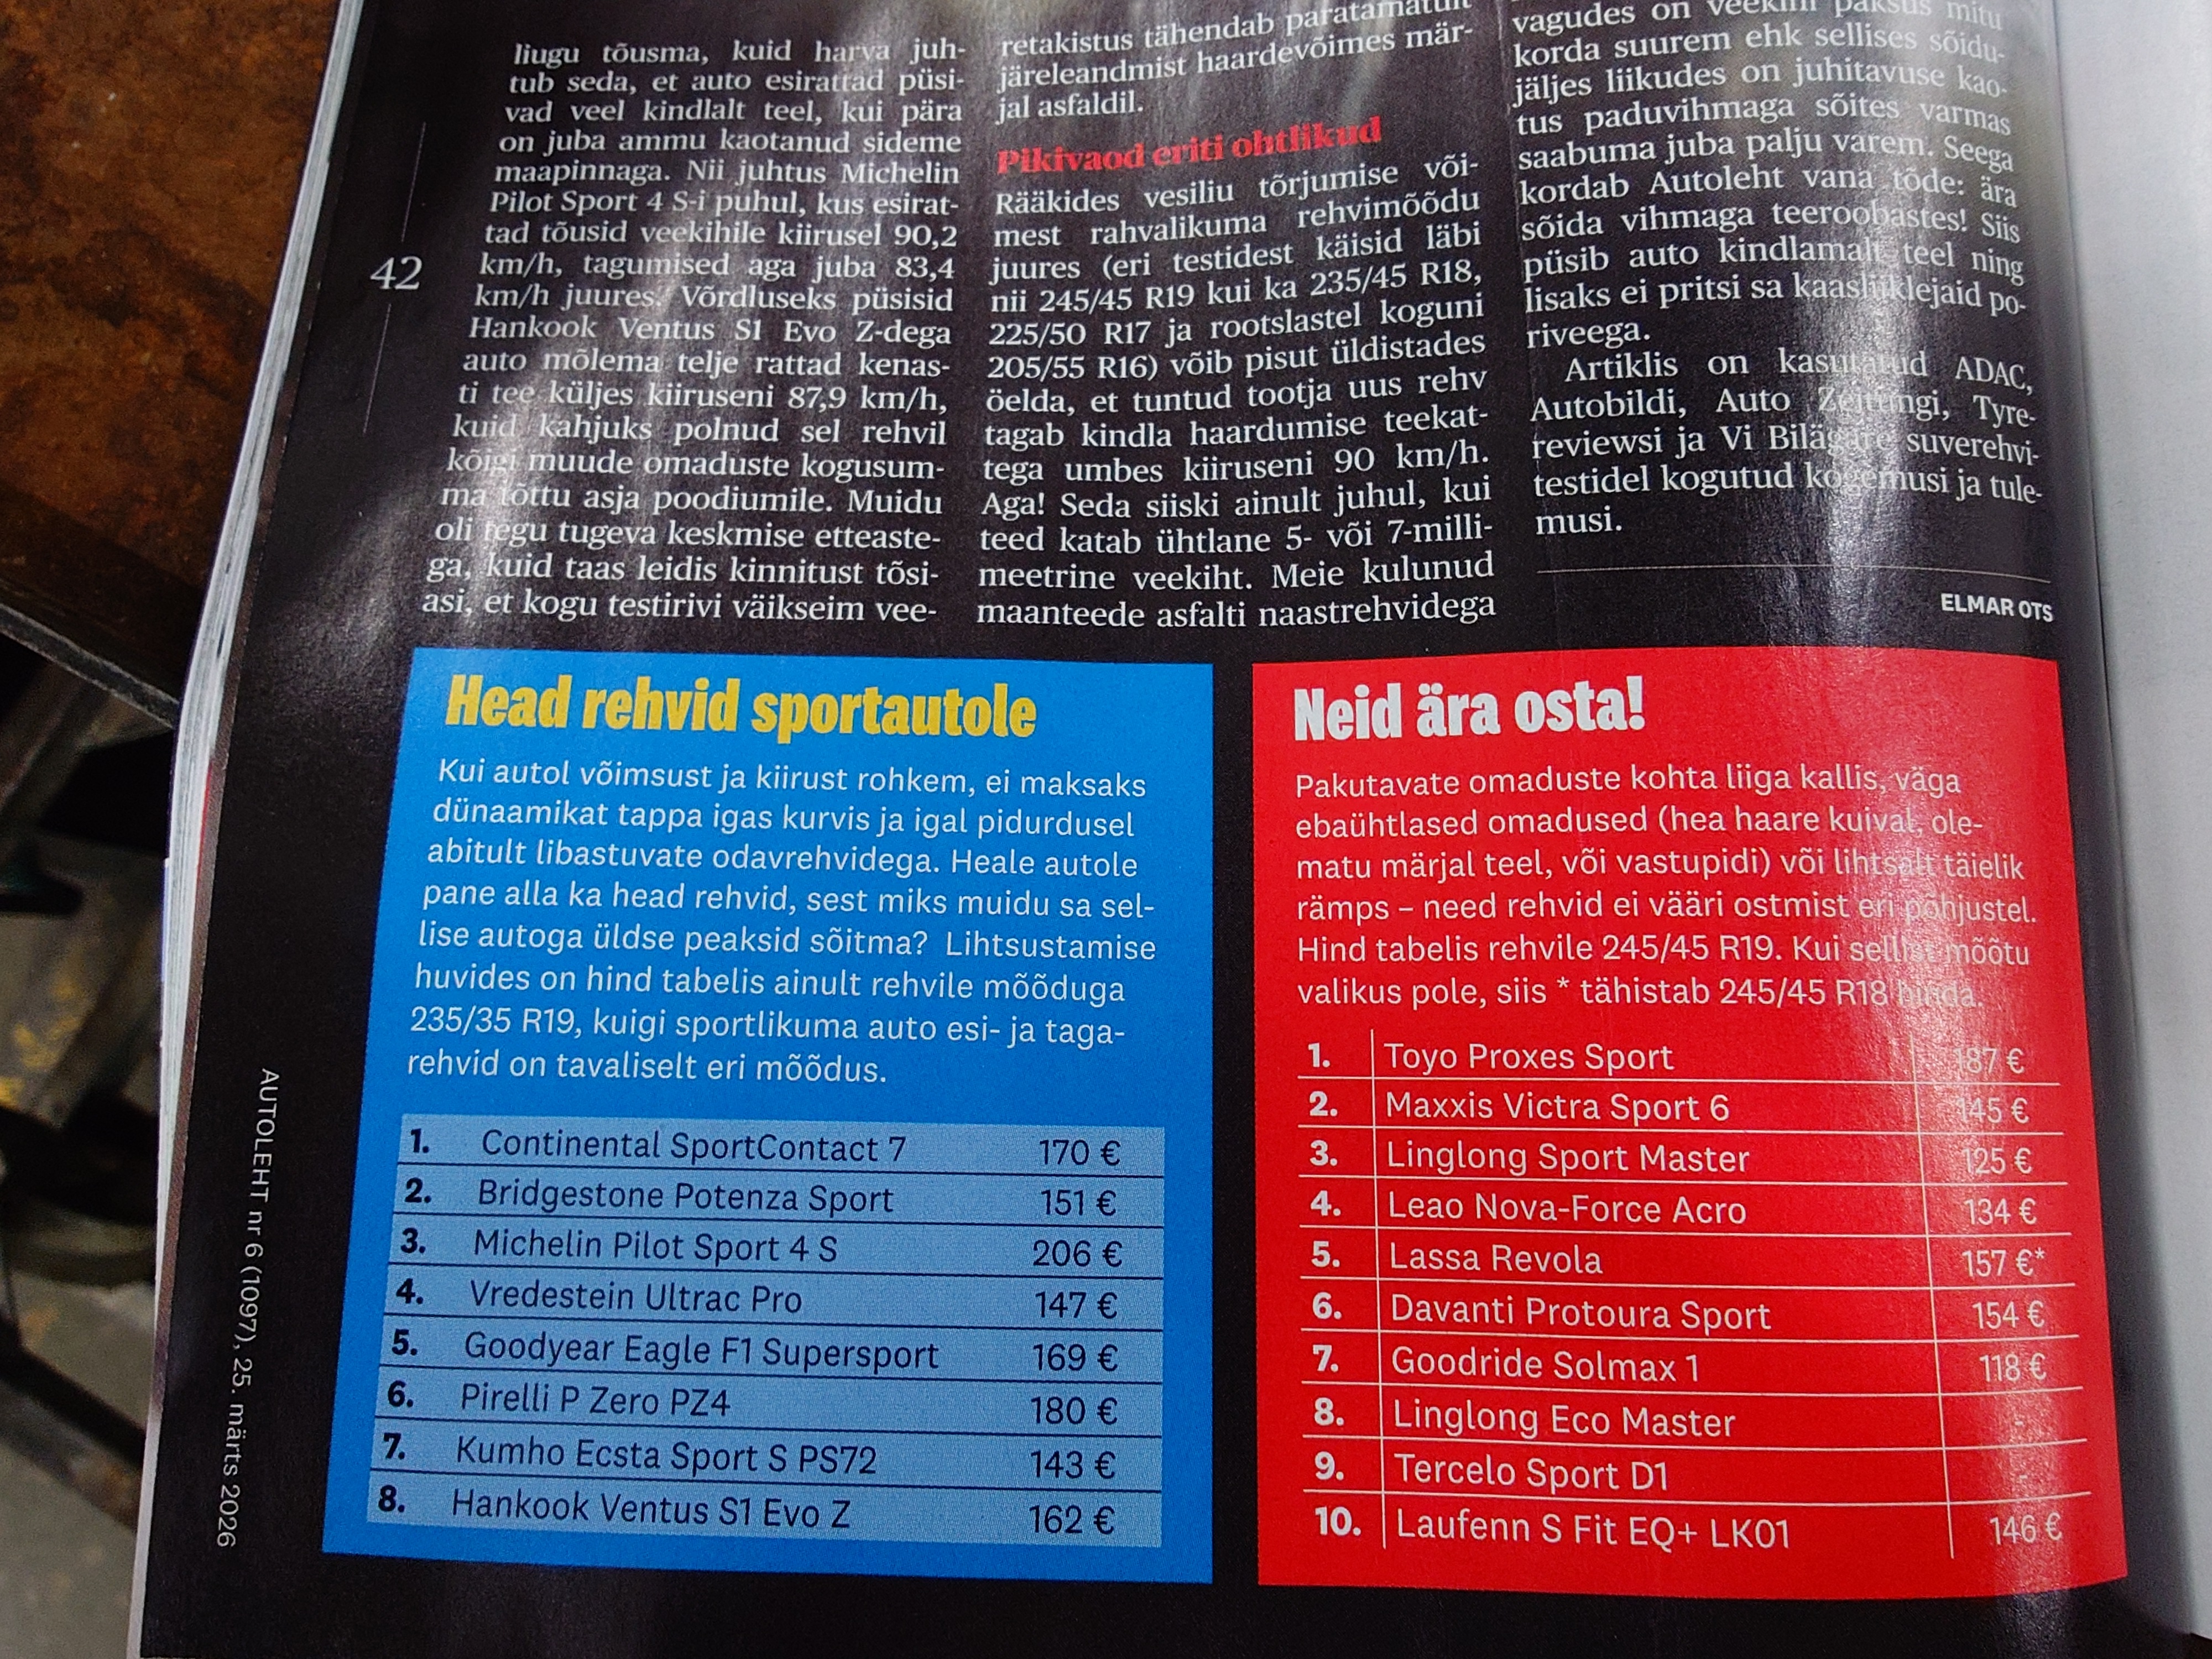 liugu tõusma, kuid harva juh-
tub seda, et auto esirattad püsi-
vad veel kindlalt teel, kui pära
on juba ammu kaotanud sideme
maapinnaga. Nii juhtus Michelin
Pilot Sport 4 S-i puhul, kus esirat-
tad tõusid veekihile kiirusel 90,2
km/h, tagumised aga juba 83,4
km/h juures. Võrdluseks püsisid
Hankook Ventus S1 Evo Z-dega
auto mõlema telje rattad kenas-
ti tee küljes kiiruseni 87,9 km/h,
kuid kahjuks polnud sel rehvil
kõigi muude omaduste kogusum-
ma tõttu asja poodiumile. Muidu
oli tegu tugeva keskmise etteaste-
ga, kuid taas leidis kinnitust tõsi-
asi, et kogu testirivi väikseim vee-
retakistus tähendab paratamatult
järeleandmist haardevõimes mär-
jal asfaldil.
Pikivaod eriti ohtlikud
Rääkides vesiliu tõrjumise või-
mest rahvalikuma rehvimõõdu
juures (eri testidest käisid läbi
nii 245/45 R19 kui ka 235/45 R18,
225/50 R17 ja rootslastel koguni
205/55 R16) võib pisut üldistades
öelda, et tuntud tootja uus rehv
tagab kindla haardumise teekat-
tega umbes kiiruseni 90 km/h.
Aga! Seda siiski ainult juhul, kui
teed katab ühtlane 5- või 7-milli-
meetrine veekiht. Meie kulunud
maanteede asfalti naastrehvidega
vagudes on veekihi paksus mitu
korda suurem ehk sellises sõidu-
jäljes liikudes on juhitavuse kao-
tus paduvihmaga sõites varmas
saabuma juba palju varem. Seega
kordab Autoleht vana tõde: ära
sõida vihmaga teeroobastes! Siis
püsib auto kindlamalt teel ning
lisaks ei pritsi sa kaasliiklejaid po-
riveega.
Artiklis on kasutatud ADAC,
Autobildi, Auto Zeitungi, Tyre-
reviewsi ja Vi Bilägare suverehvi-
testidel kogutud kogemusi ja tule-
musi.
ELMAR OTS
42
Head rehvid sportautole
Kui autol võimsust ja kiirust rohkem, ei maksaks
dünaamikat tappa igas kurvis ja igal pidurdusel
abitult libastuvate odavrehvidega. Heale autole
pane alla ka head rehvid, sest miks muidu sa sel-
lise autoga üldse peaksid sõitma? Lihtsustamise
huvides on hind tabelis ainult rehvile mõõduga
235/35 R19, kuigi sportlikuma auto esi- ja taga-
rehvid on tavaliselt eri mõõdus.
1. Continental SportContact 7 170 €
2. Bridgestone Potenza Sport 151 €
3. Michelin Pilot Sport 4 S 206 €
4. Vredestein Ultrac Pro 147 €
5. Goodyear Eagle F1 Supersport 169 €
6. Pirelli P Zero PZ4 180 €
7. Kumho Ecsta Sport S PS72 143 €
8. Hankook Ventus S1 Evo Z 162 €
Neid ära osta!
Pakutavate omaduste kohta liiga kallis, väga
ebaühtlased omadused (hea haare kuival, ole-
matu märjal teel, või vastupidi) või lihtsalt täielik
rämps – need rehvid ei vääri ostmist eri põhjustel.
Hind tabelis rehvile 245/45 R19. Kui sellist mõõtu
valikus pole, siis * tähistab 245/45 R18 hinda.
1. Toyo Proxes Sport 187 €
2. Maxxis Victra Sport 6 145 €
3. Linglong Sport Master 125 €
4. Leao Nova-Force Acro 134 €
5. Lassa Revola 157 €*
6. Davanti Protoura Sport 154 €
7. Goodride Solmax 1 118 €
8. Linglong Eco Master -
9. Tercelo Sport D1 -
10. Laufenn S Fit EQ+ LK01 146 €
AUTOLEHT nr 6 (1097), 25. märts 2026